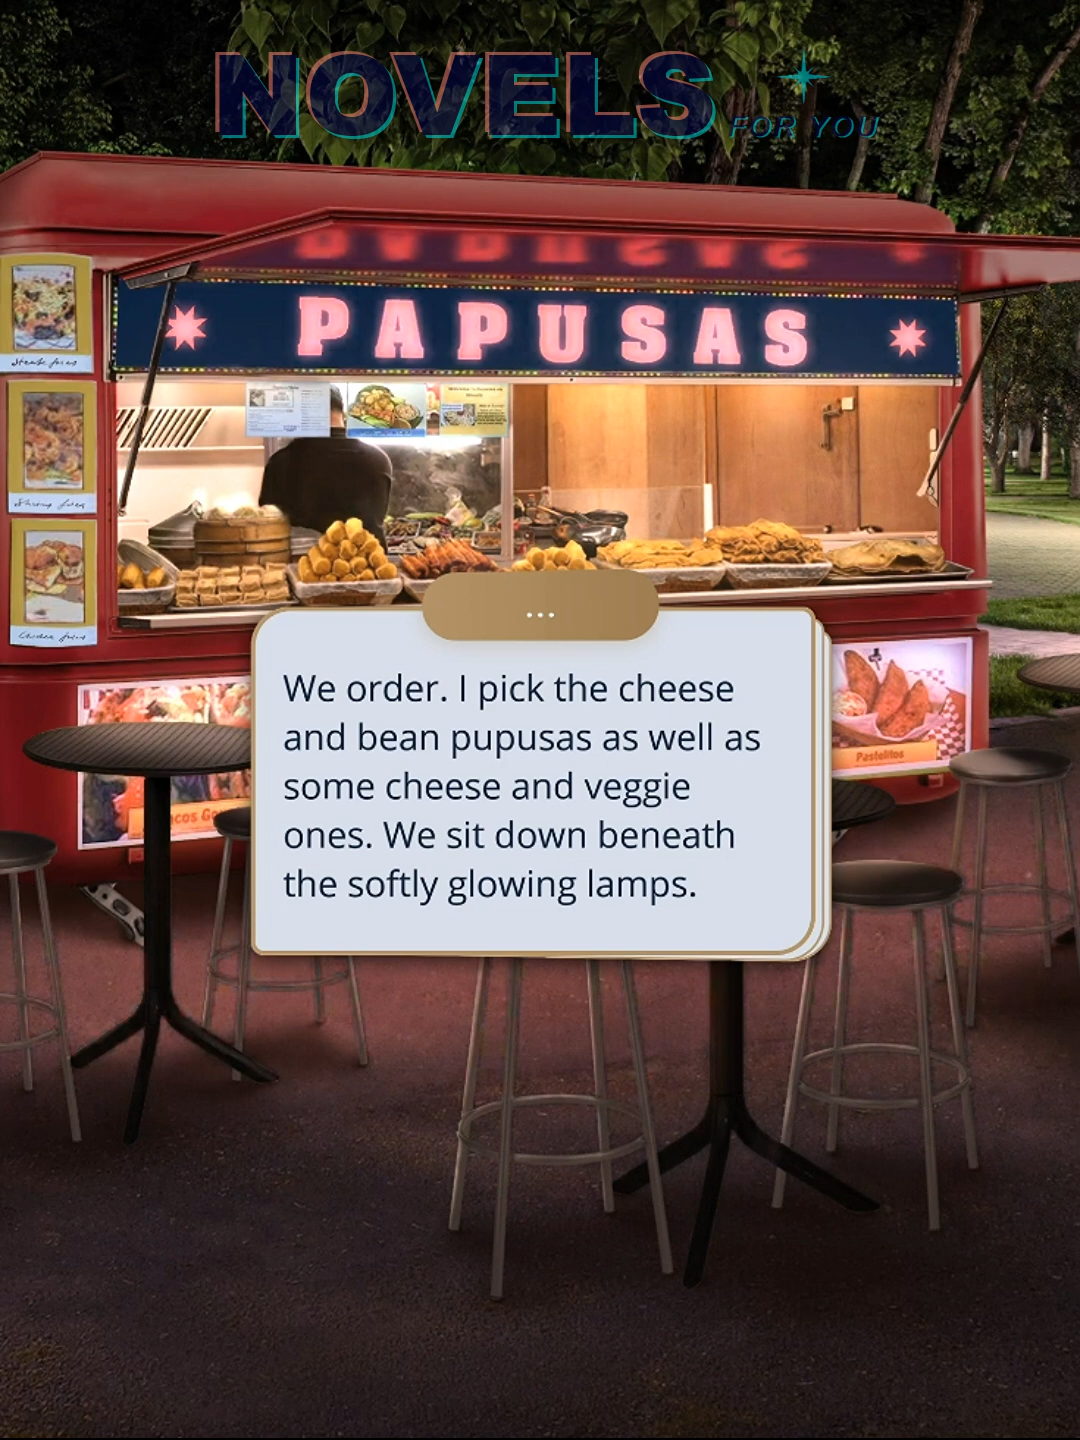 NOVELS
FOR YOU
PAPUSAS
...
We order. I pick the cheese
and bean pupusas as well as
some cheese and veggie
ones. We sit down beneath
the softly glowing lamps.
Pastelitos